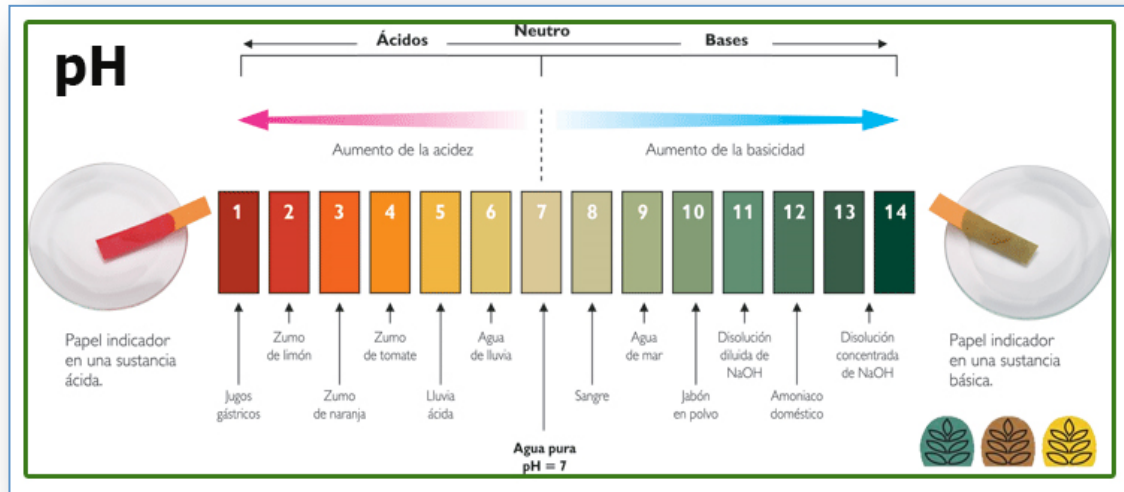 pH
Neutro
Ácidos
Bases
Aumento de la acidez
Aumento de la basicidad
1 2 3 4 5 6 7 8 9 10 11 12 13 14
Papel indicador
en una sustancia
ácida.
Jugos
gástricos
Zumo
de limón
Zumo
de naranja
Zumo
de tomate
Lluvia
ácida
Agua
de lluvia
Agua pura
pH = 7
Sangre
Agua
de mar
Jabón
en polvo
Disolución
diluida de
NaOH
Amoniaco
doméstico
Disolución
concentrada
de NaOH
Papel indicador
en una sustancia
básica.